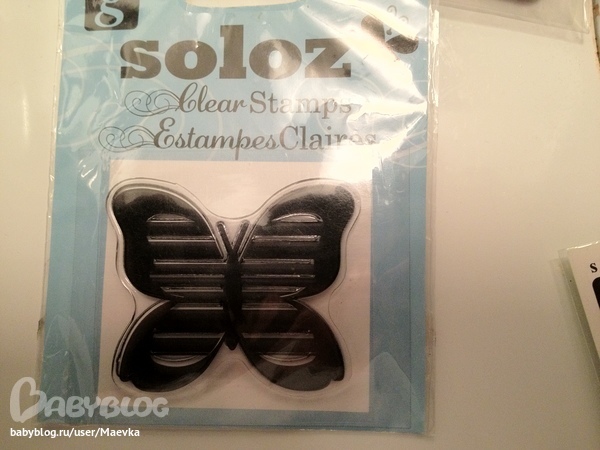 g
soloz
Clear Stamps
Estampes Claires
s
BABYBLOG
babyblog.ru/user/Maevka